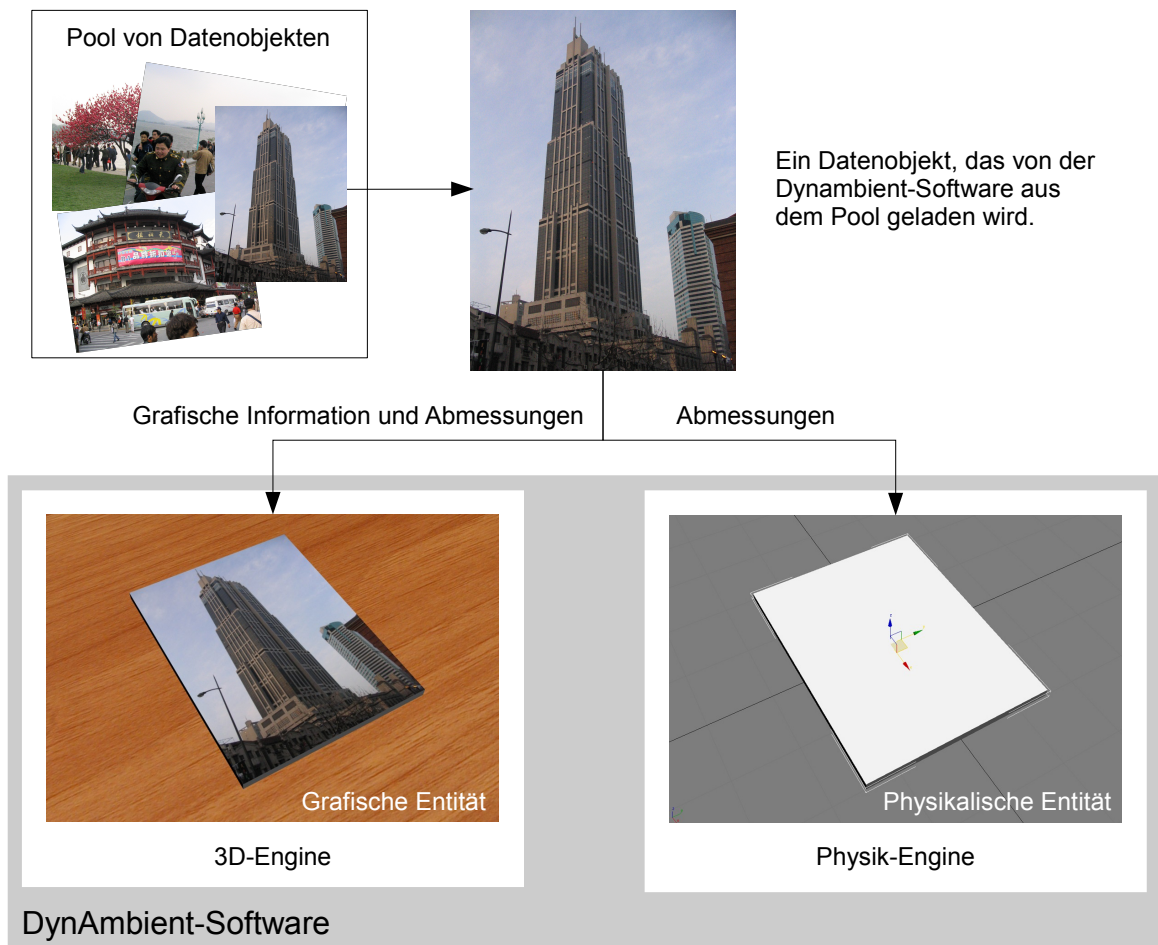 Pool von Datenobjekten
Ein Datenobjekt, das von der
Dynambient-Software aus
dem Pool geladen wird.
Grafische Information und Abmessungen
Abmessungen
Grafische Entität
Physikalische Entität
3D-Engine
Physik-Engine
DynAmbient-Software